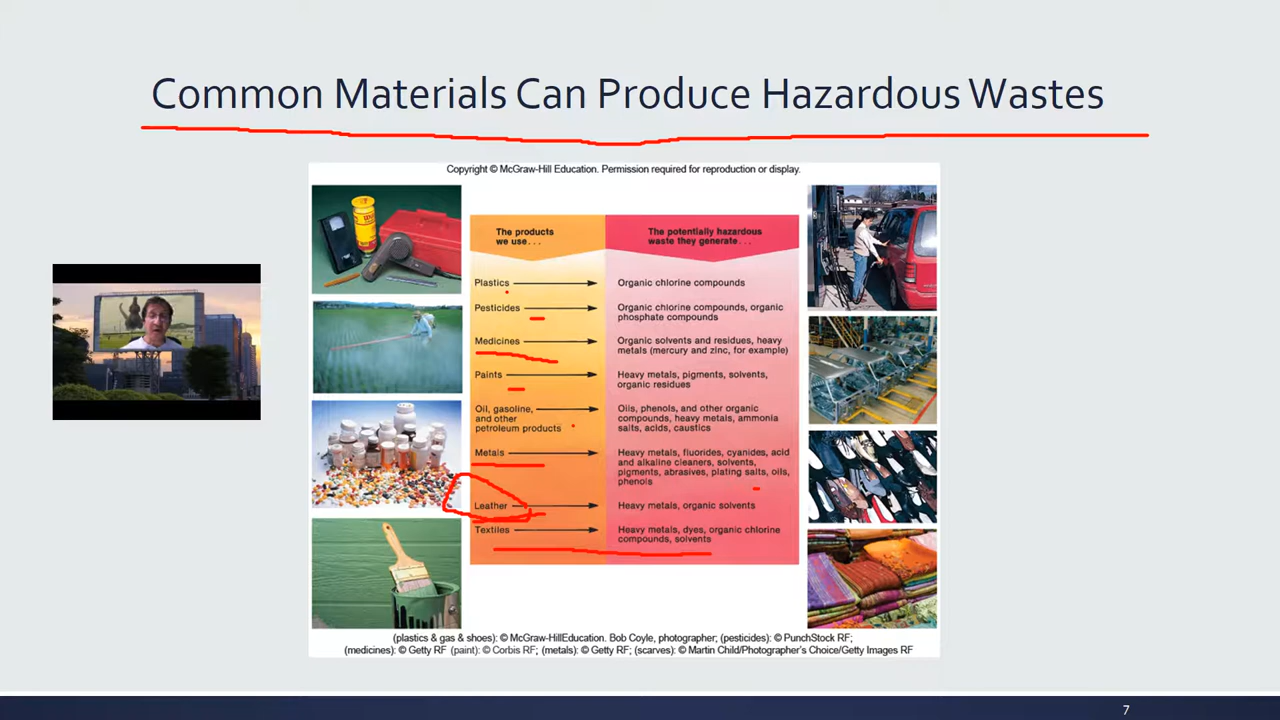 Common Materials Can Produce Hazardous Wastes
Copyright © McGraw-Hill Education. Permission required for reproduction or display.
The products
we use. . .
The potentially hazardous
waste they generate. . .
Plastics
Organic chlorine compounds
Pesticides
Organic chlorine compounds, organic
phosphate compounds
Medicines
Organic solvents and residues, heavy
metals (mercury and zinc, for example)
Paints
Heavy metals, pigments, solvents,
organic residues
Oil, gasoline,
and other
petroleum products
Oils, phenols, and other organic
compounds, heavy metals, ammonia
salts, acids, caustics
Metals
Heavy metals, fluorides, cyanides, acid
and alkaline cleaners, solvents,
pigments, abrasives, plating salts, oils,
phenols
Leather
Heavy metals, organic solvents
Textiles
Heavy metals, dyes, organic chlorine
compounds, solvents
(plastics & gas & shoes): © McGraw-HillEducation. Bob Coyle, photographer; (pesticides): © PunchStock RF;
(medicines): © Getty RF (paint): © Corbis RF; (metals): © Getty RF; (scarves): © Martin Child/Photographer's Choice/Getty Images RF
7